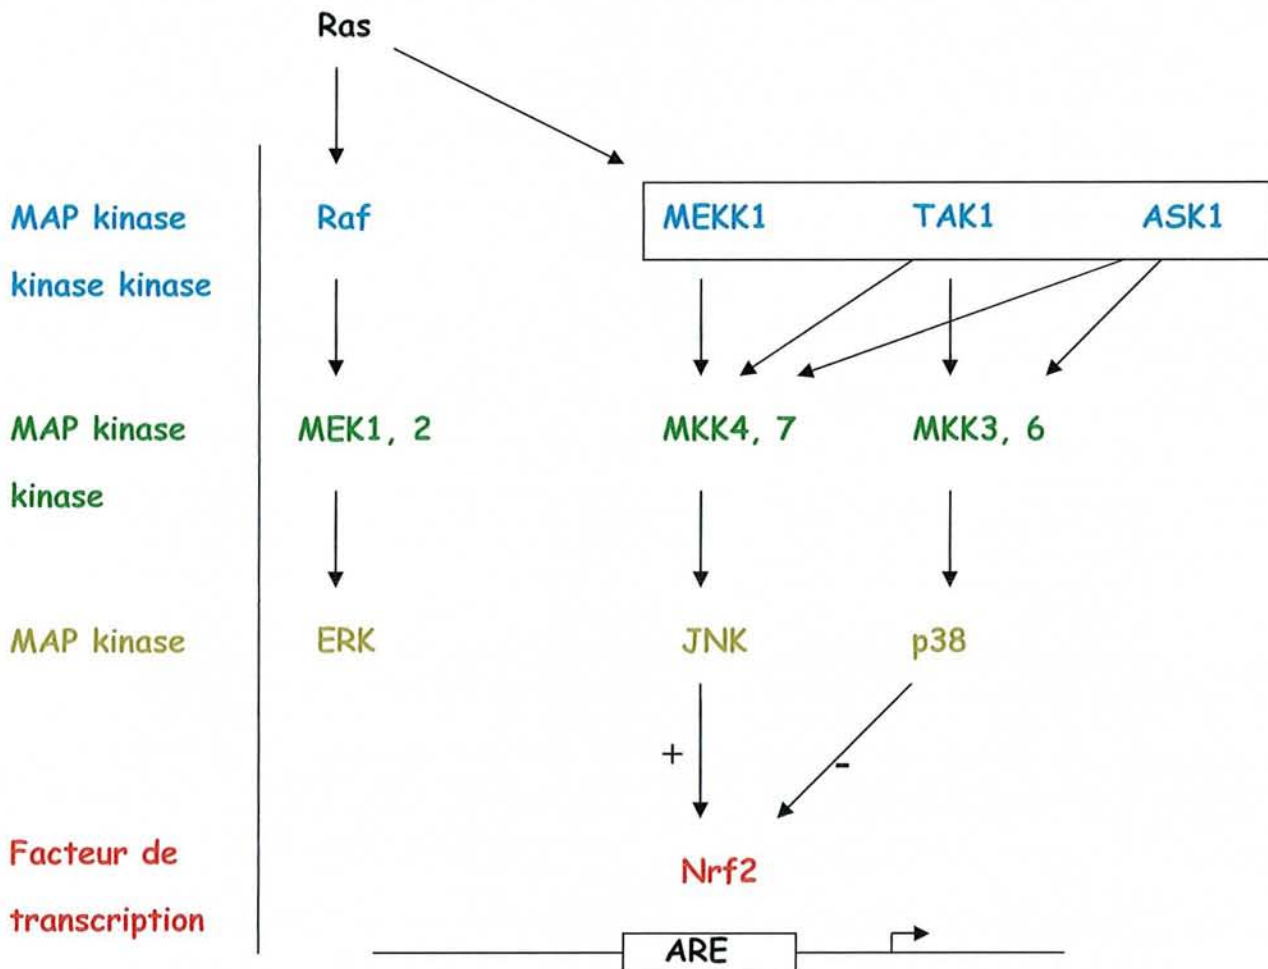 Ras
MAP kinase Raf MEKK1 TAK1 ASK1
kinase kinase
MAP kinase MEK1, 2 MKK4, 7 MKK3, 6
kinase
MAP kinase ERK JNK p38
+ -
Facteur de
Nrf2
transcription
ARE